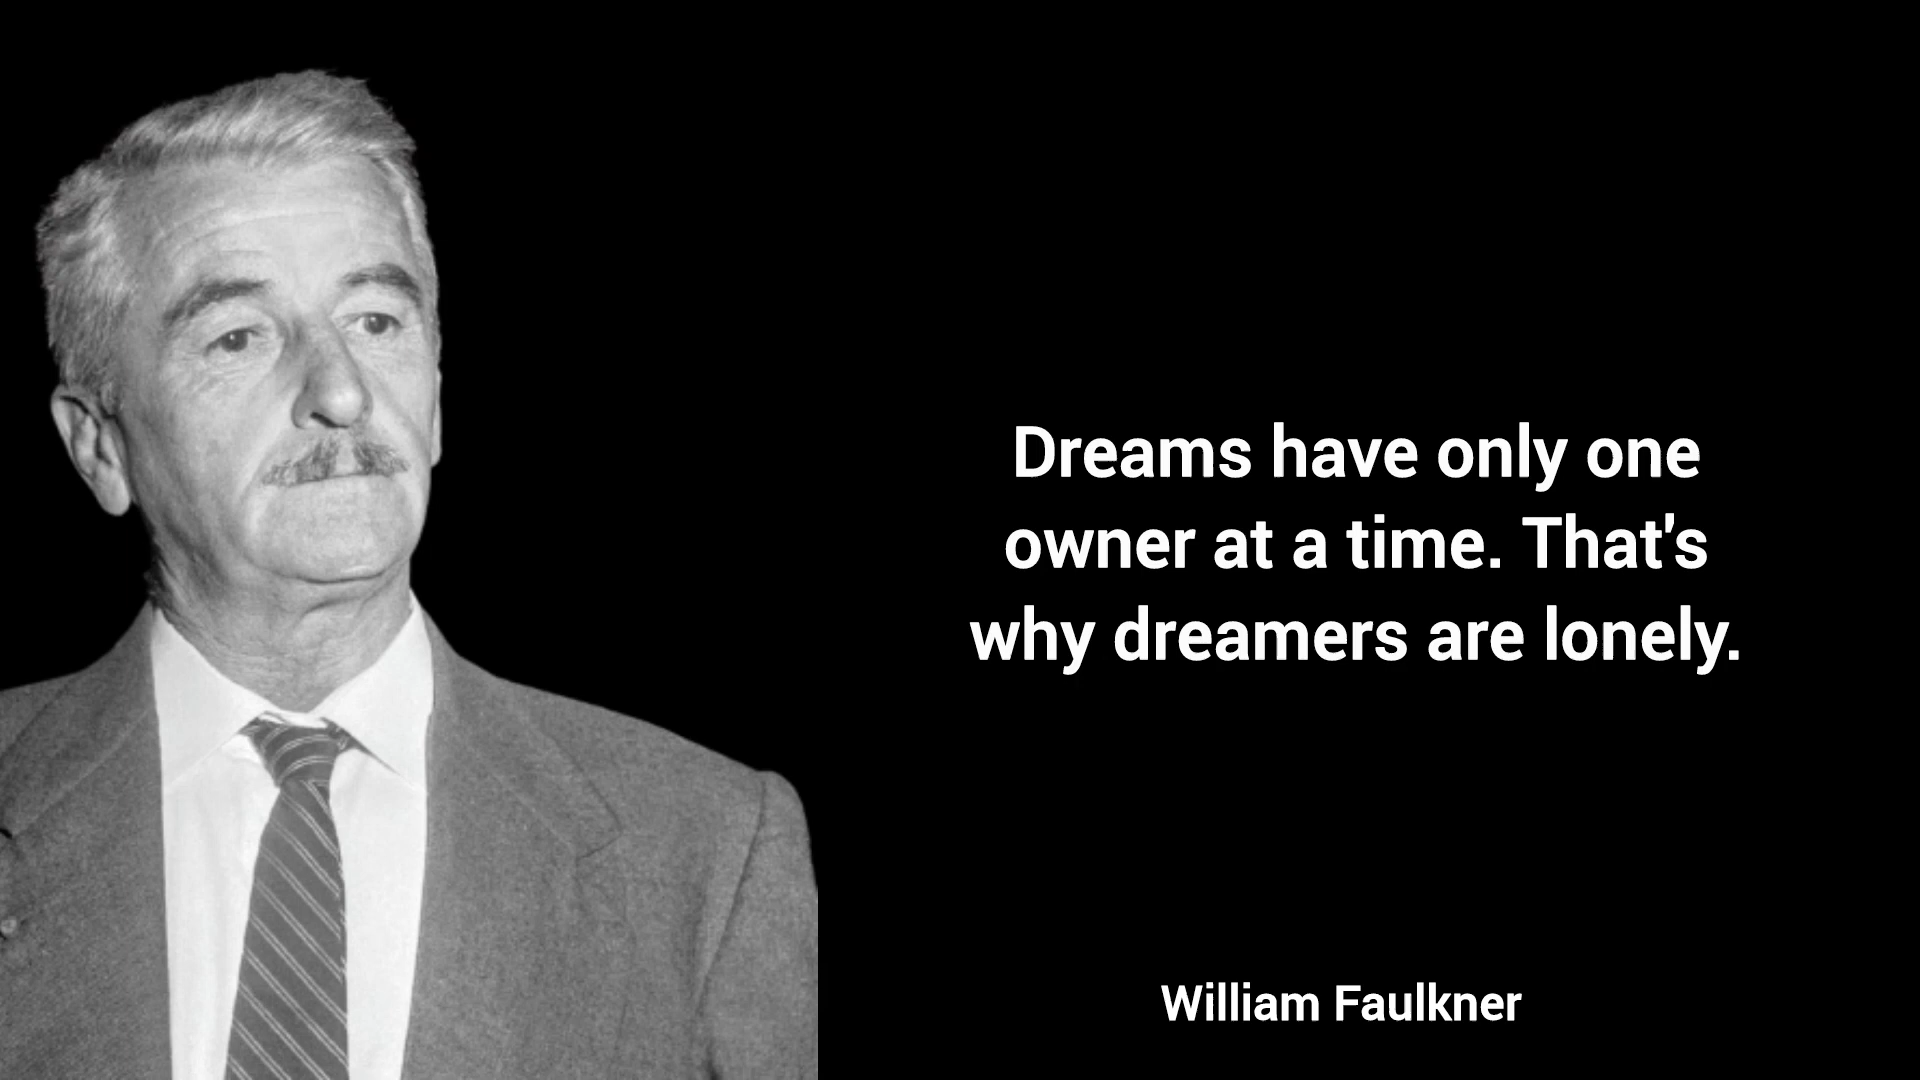 Dreams have only one
owner at a time. That's
why dreamers are lonely.
William Faulkner